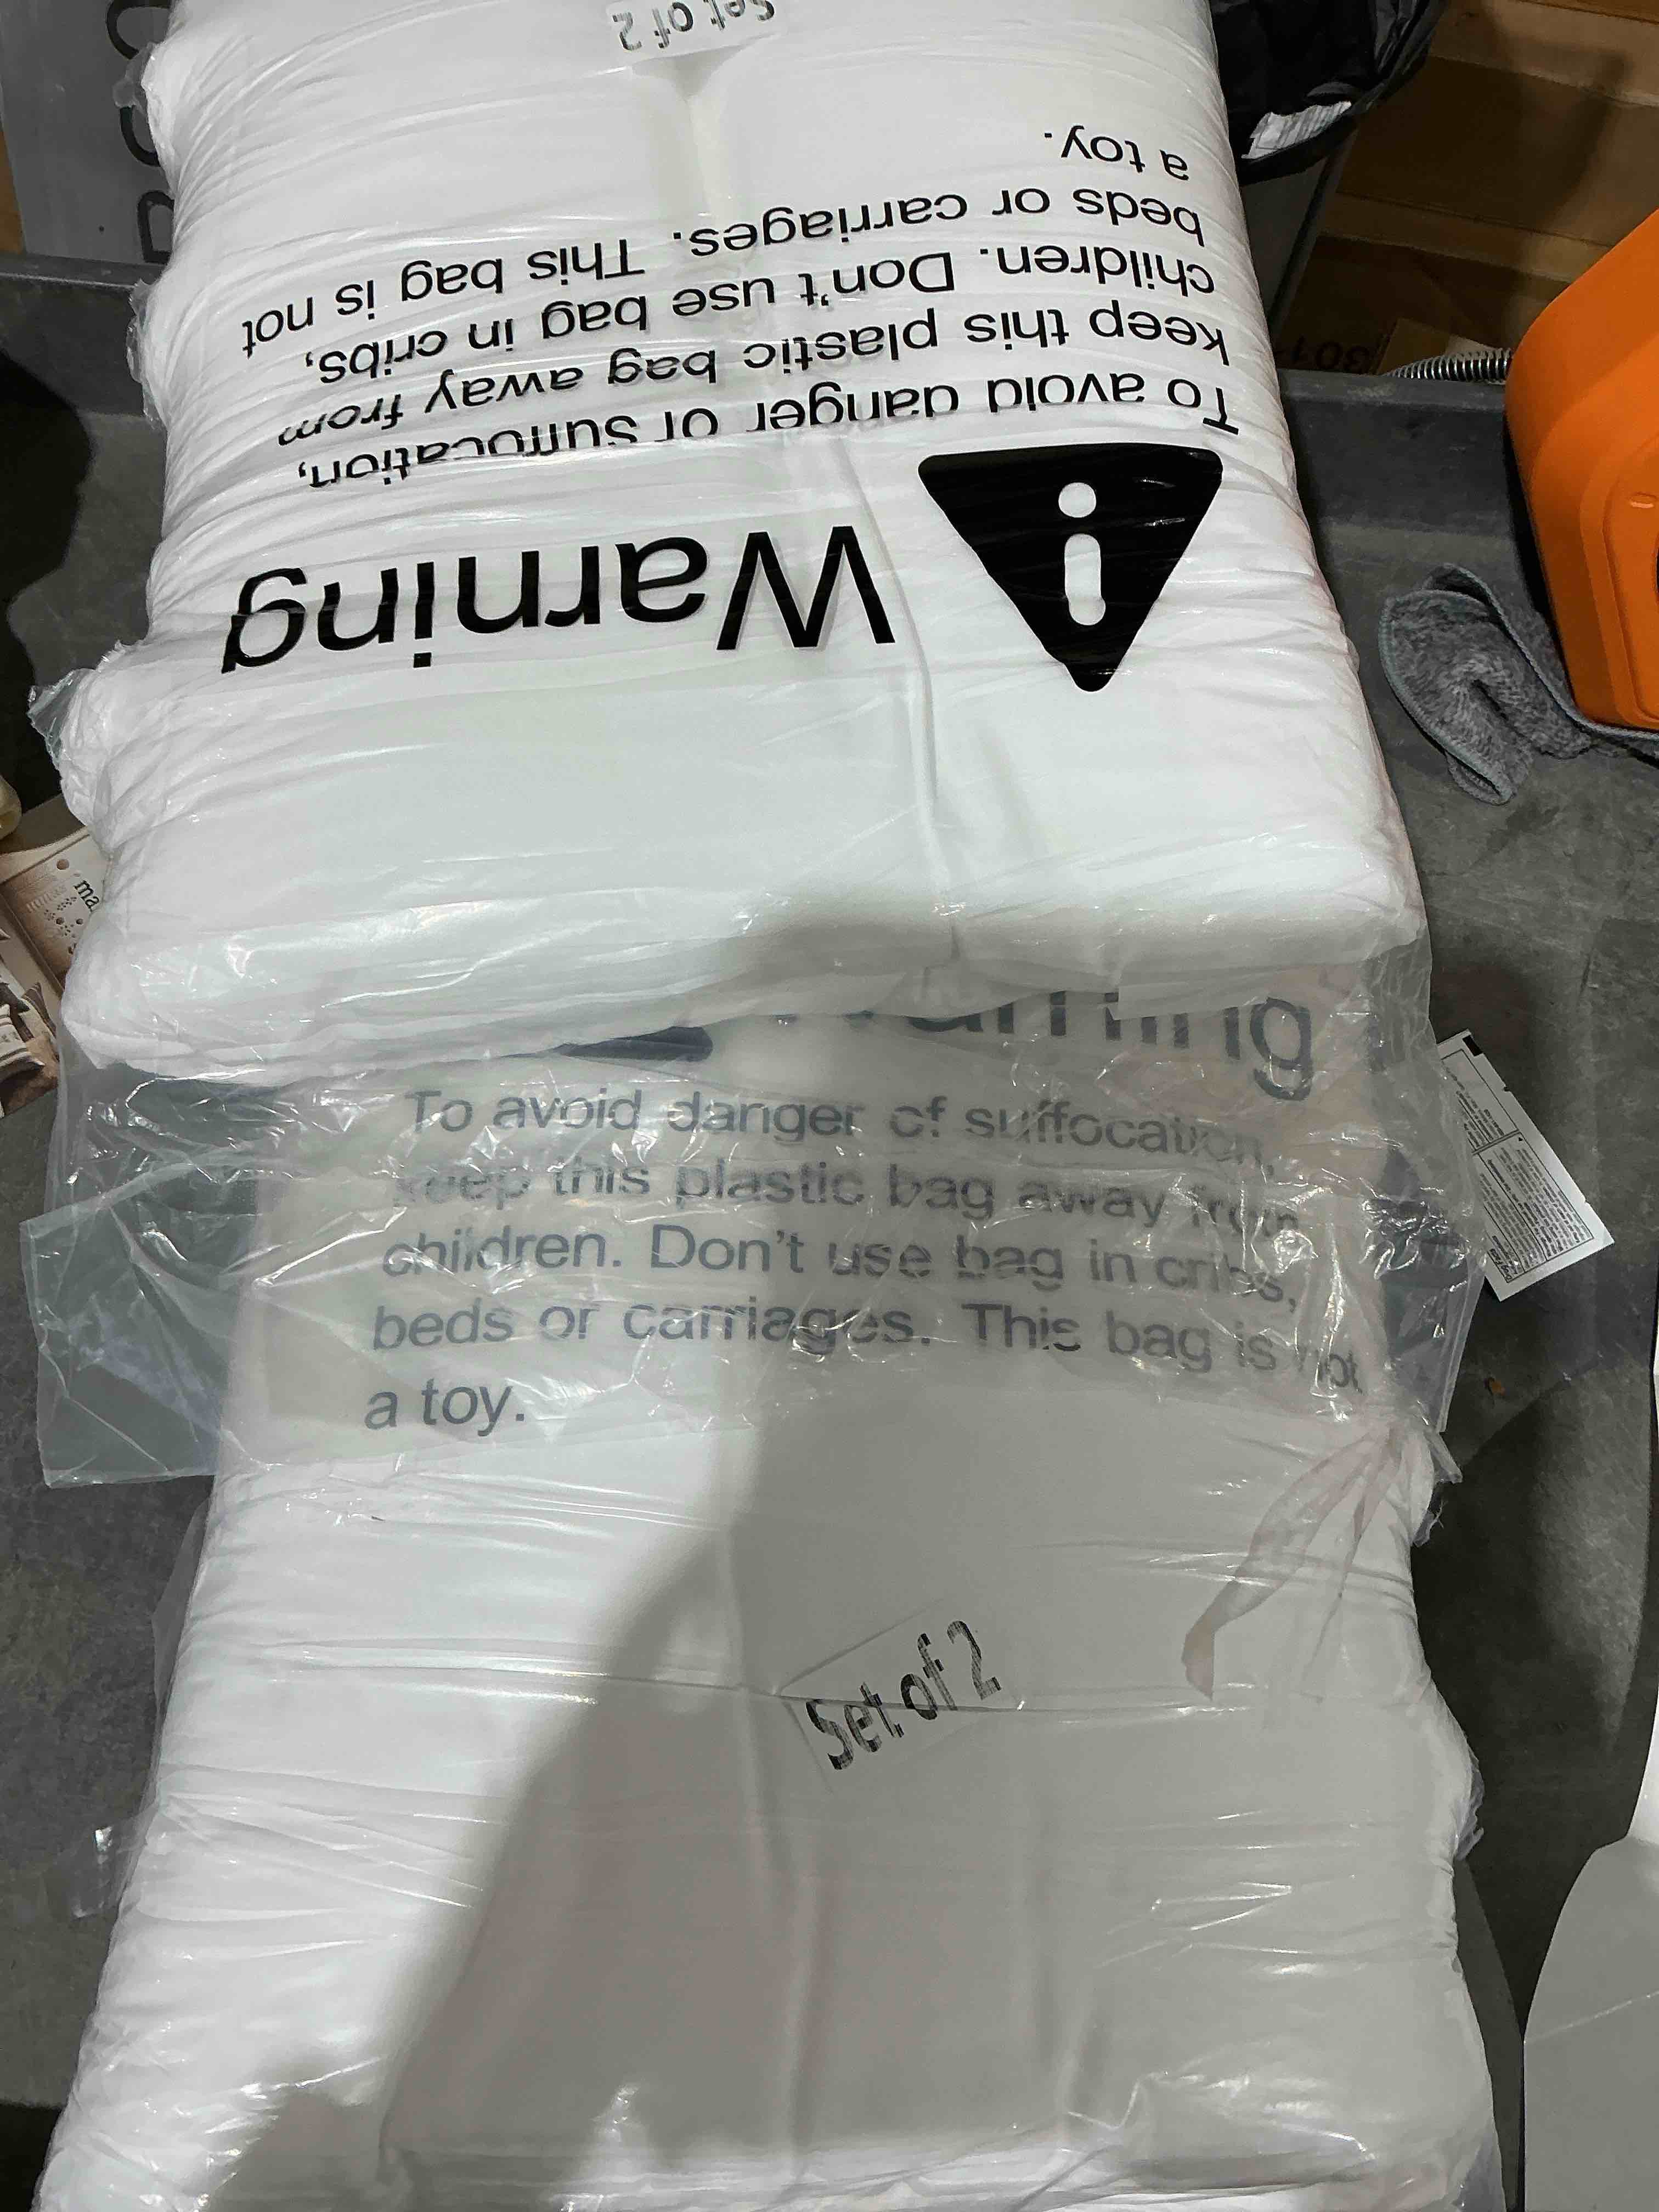 Set of 2
Warning
To avoid danger of suffocation,
keep this plastic bag away from
children. Don't use bag in cribs,
beds or carriages. This bag is not
a toy.
Warning
To avoid danger of suffocation,
keep this plastic bag away from
children. Don't use bag in cribs,
beds or carriages. This bag is not
a toy.
Set of 2